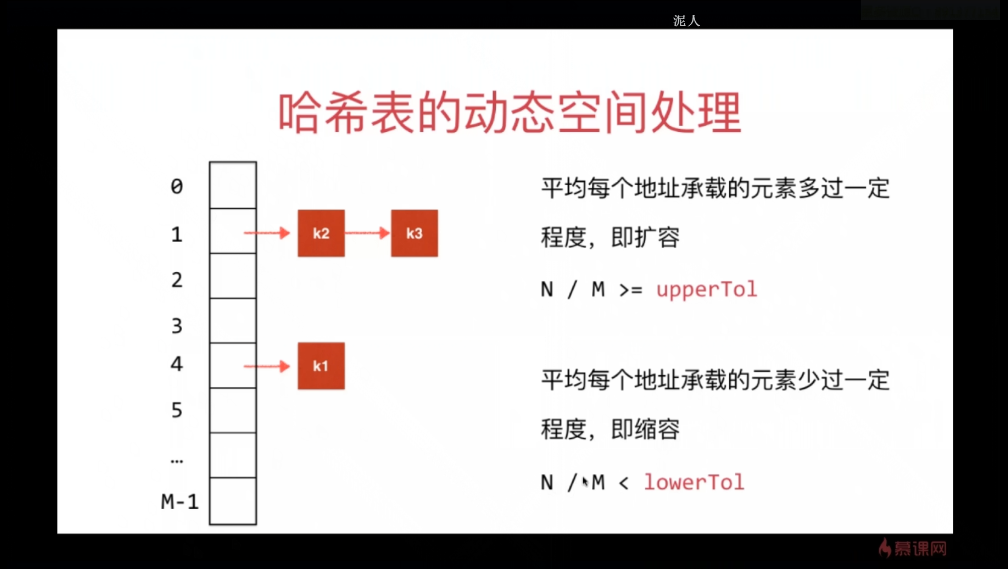 泥人
哈希表的动态空间处理
0
1
k2
k3
2
3
4
k1
5
…
M-1
平均每个地址承载的元素多过一定
程度，即扩容
N / M >= upperTol
平均每个地址承载的元素少过一定
程度，即缩容
N / M < lowerTol
慕课网